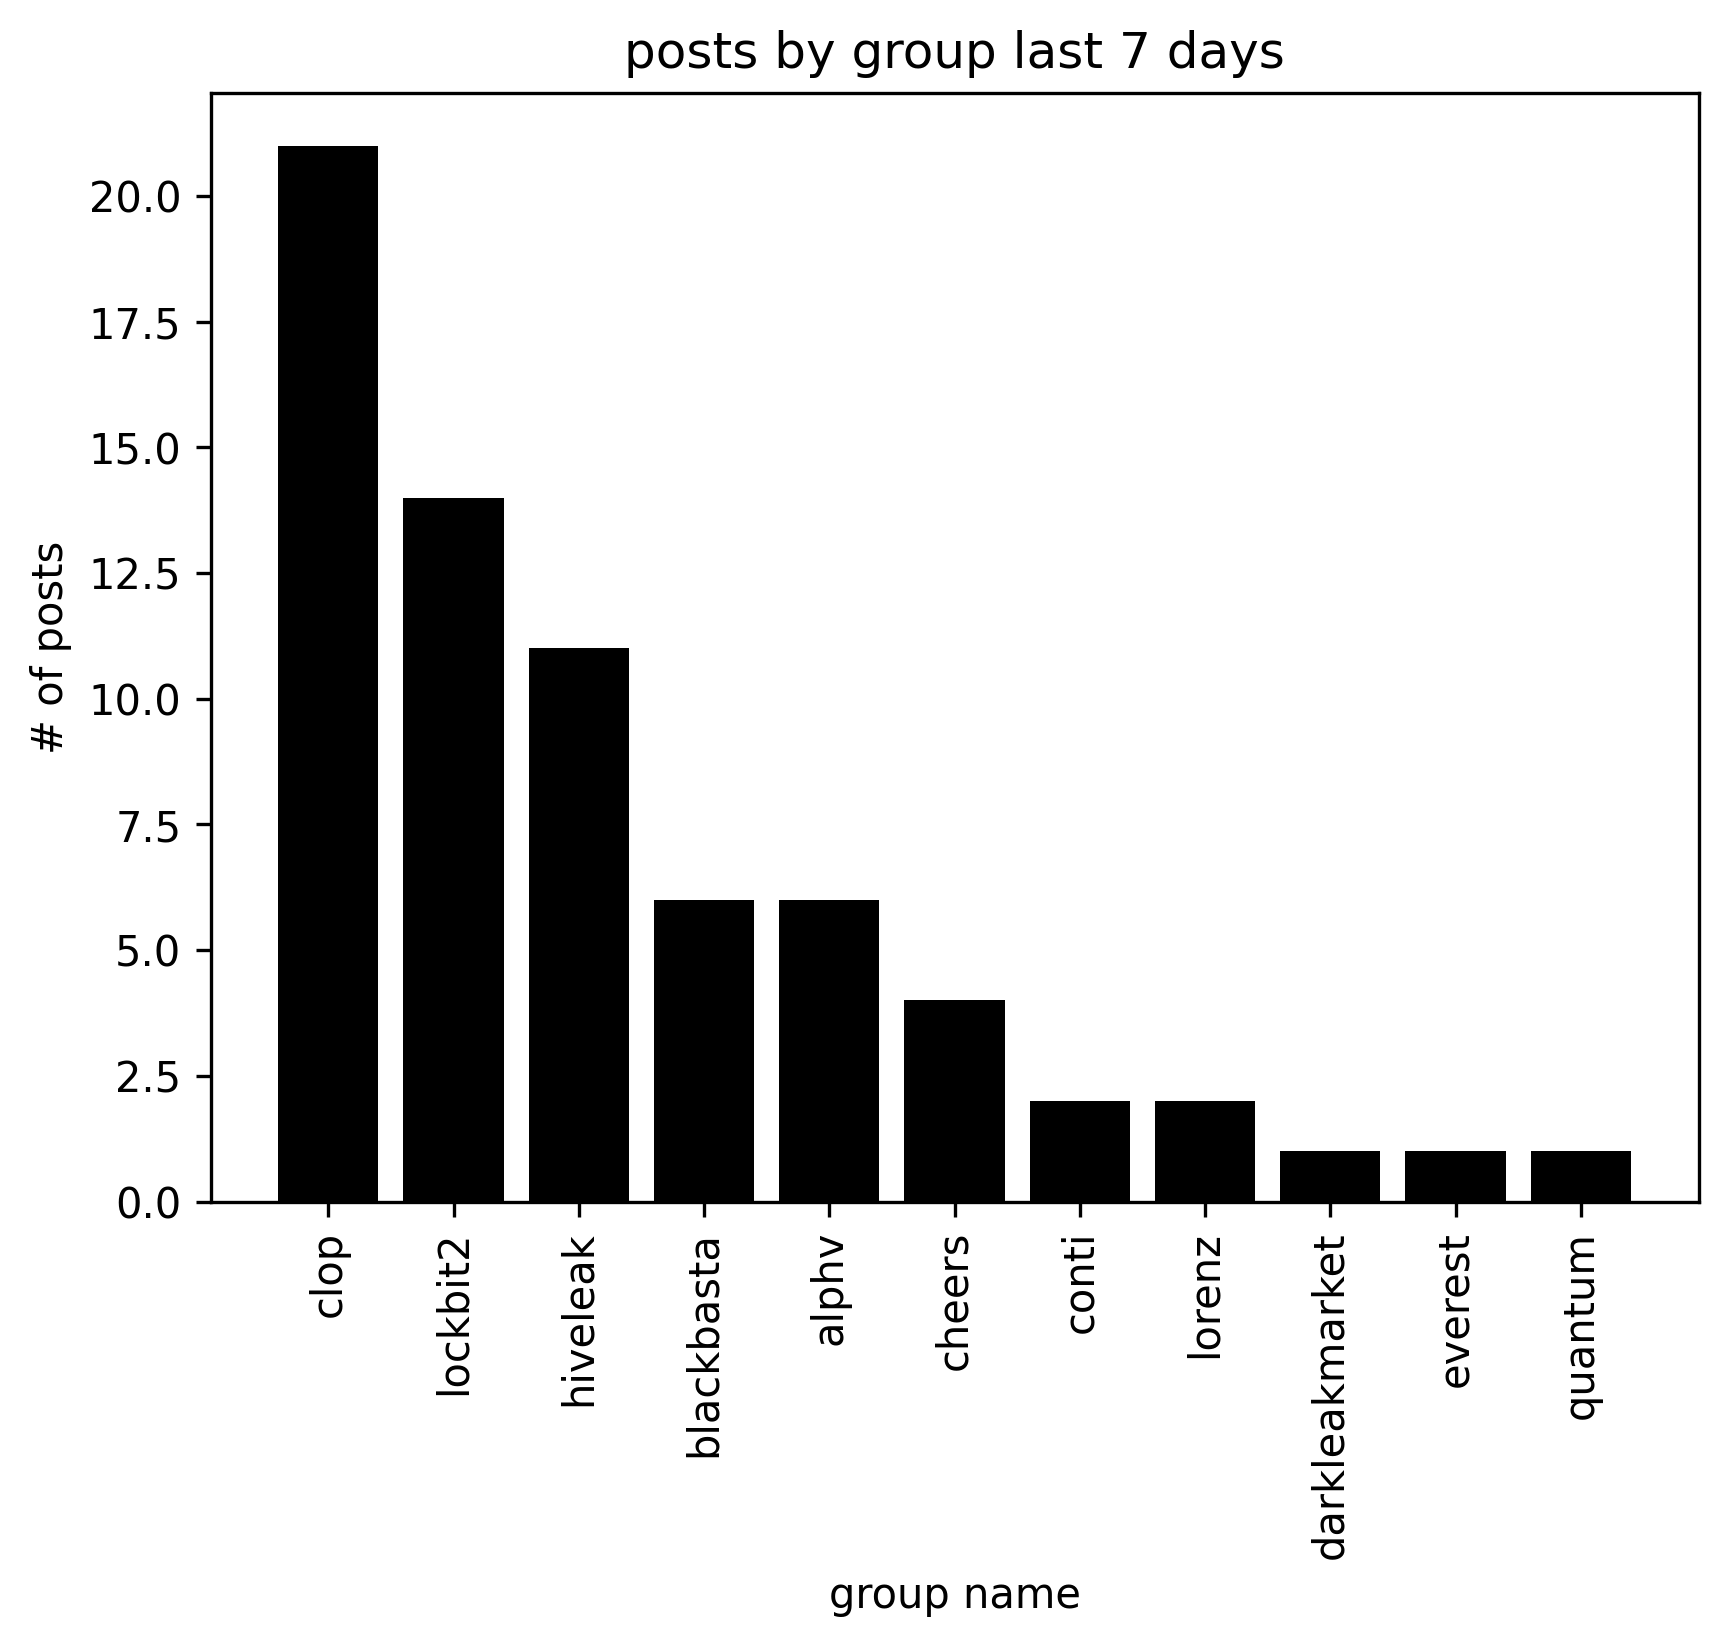 posts by group last 7 days
# of posts
20.0
17.5
15.0
12.5
10.0
7.5
5.0
2.5
0.0
clop
lockbit2
hiveleak
blackbasta
alphv
cheers
conti
lorenz
darkleakmarket
everest
quantum
group name